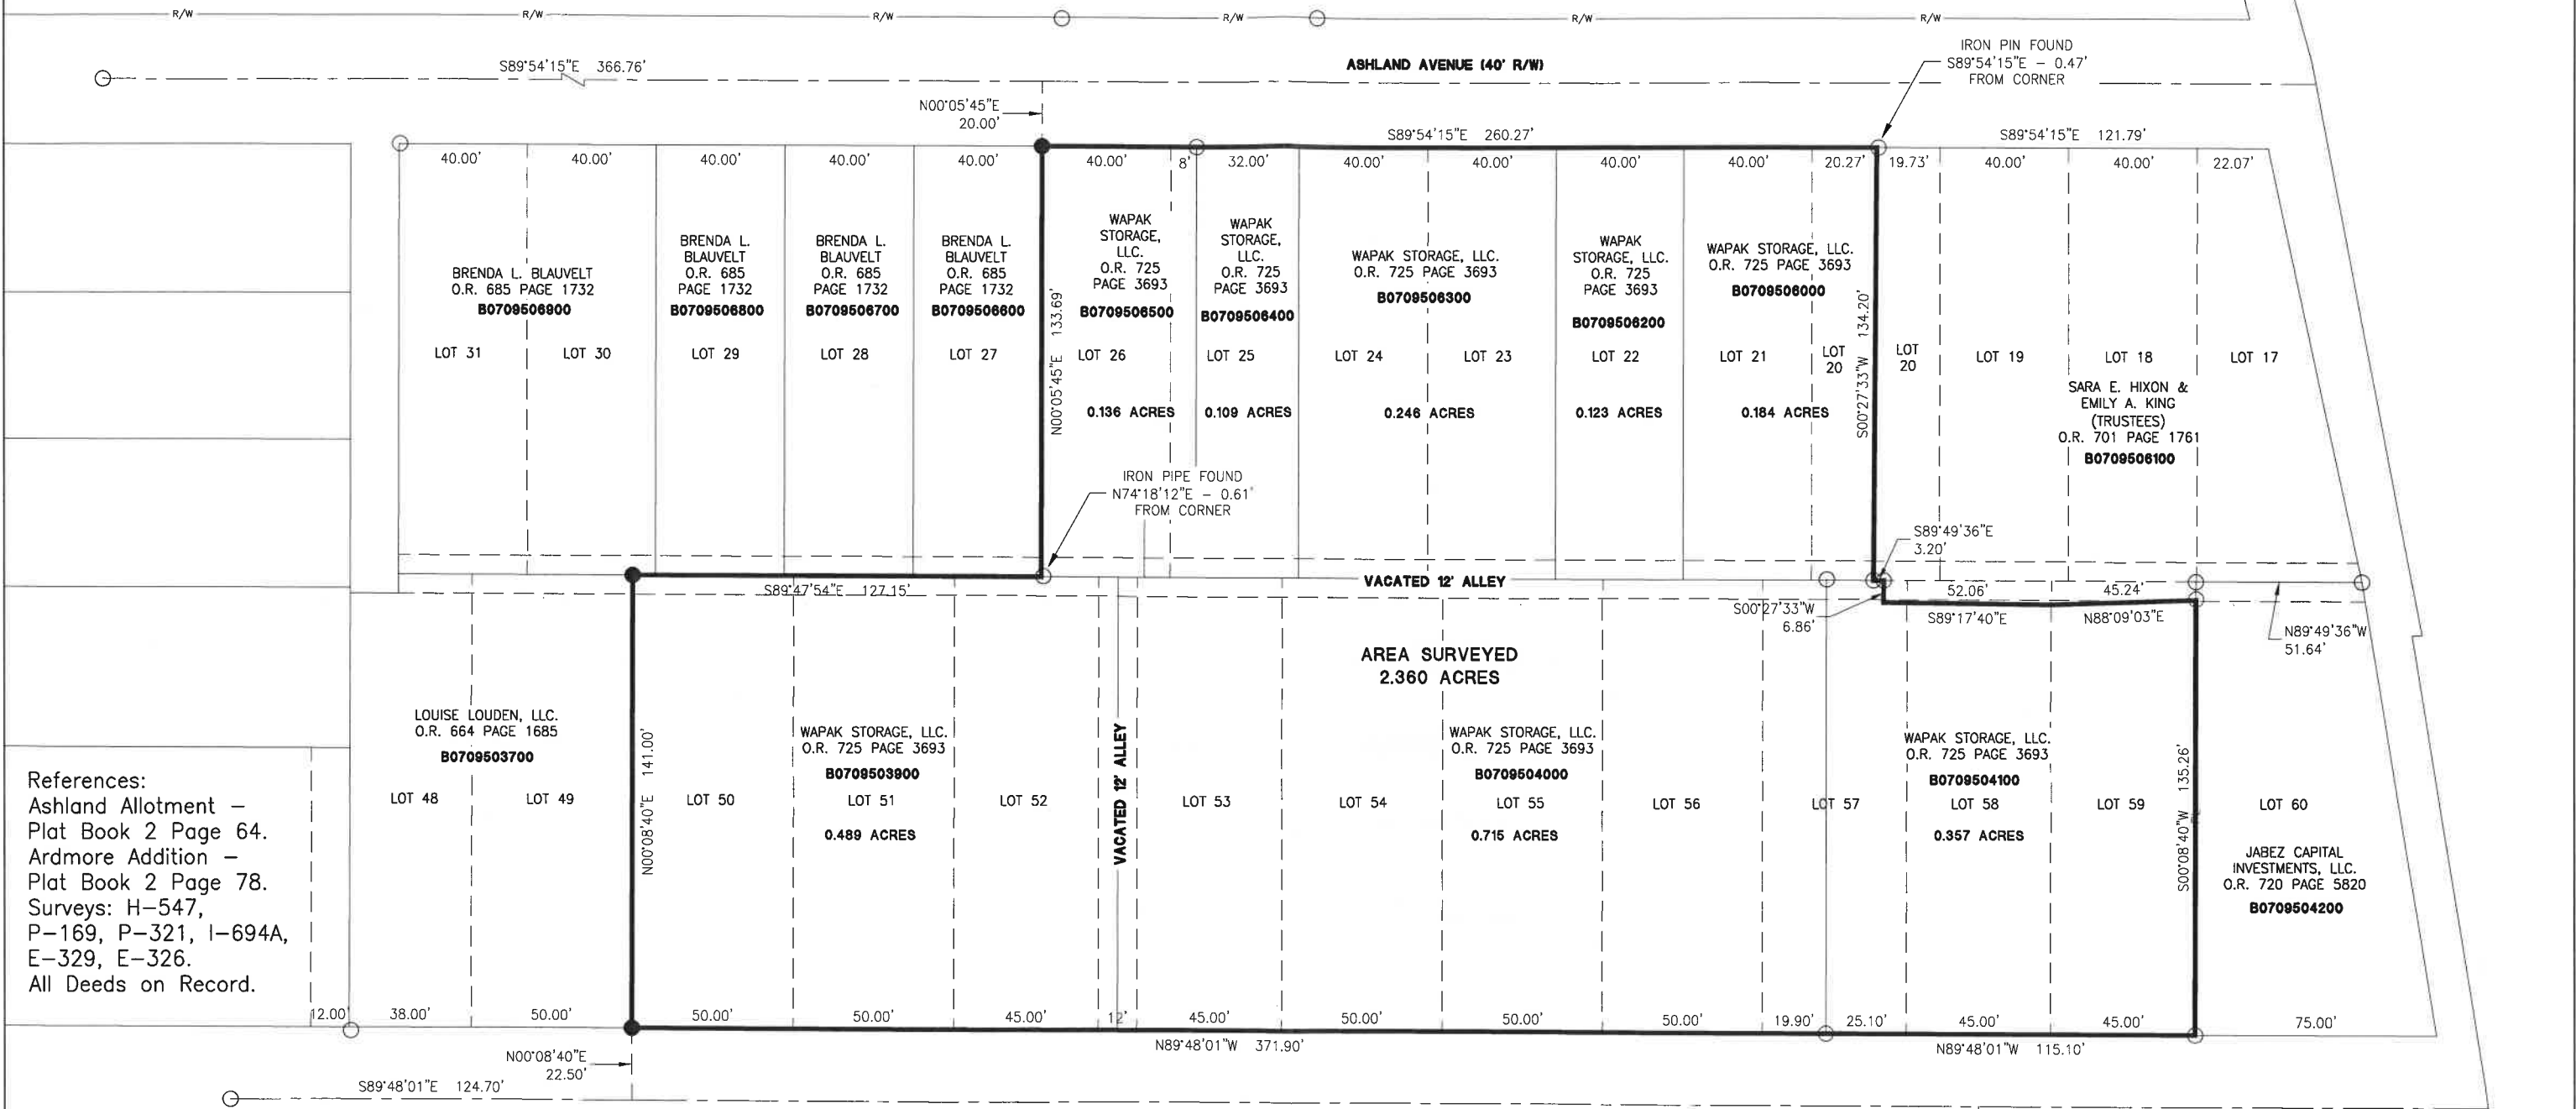 R/W R/W R/W R/W R/W R/W
S89°54'15"E 366.76'
ASHLAND AVENUE (40' R/W)
IRON PIN FOUND
S89°54'15"E – 0.47'
FROM CORNER
N00°05'45"E
20.00'
S89°54'15"E 260.27'
S89°54'15"E 121.79'
40.00' 40.00' 40.00' 40.00' 40.00' 40.00' 8' 32.00' 40.00' 40.00' 40.00' 40.00' 20.27' 19.73' 40.00' 40.00' 22.07'
BRENDA L. BLAUVELT
O.R. 685 PAGE 1732
B0709506900
LOT 31
LOT 30
BRENDA L.
BLAUVELT
O.R. 685
PAGE 1732
B0709506800
LOT 29
BRENDA L.
BLAUVELT
O.R. 685
PAGE 1732
B0709506700
LOT 28
BRENDA L.
BLAUVELT
O.R. 685
PAGE 1732
B0709506600
LOT 27
N00°05'45"E 133.69'
WAPAK
STORAGE,
LLC.
O.R. 725
PAGE 3693
B0709506500
LOT 26
0.136 ACRES
WAPAK
STORAGE,
LLC.
O.R. 725
PAGE 3693
B0709506400
LOT 25
0.109 ACRES
WAPAK STORAGE, LLC.
O.R. 725 PAGE 3693
B0709506300
LOT 24
LOT 23
0.246 ACRES
WAPAK
STORAGE, LLC.
O.R. 725
PAGE 3693
B0709506200
LOT 22
0.123 ACRES
WAPAK STORAGE, LLC.
O.R. 725 PAGE 3693
B0709506000
LOT 21
LOT
20
0.184 ACRES
S00°27'33"W 134.20'
LOT
20
LOT 19
LOT 18
LOT 17
SARA E. HIXON &
EMILY A. KING
(TRUSTEES)
O.R. 701 PAGE 1761
B0709506100
IRON PIPE FOUND
N74°18'12"E – 0.61'
FROM CORNER
S89°49'36"E
3.20'
S89°47'54"E 127.15'
VACATED 12' ALLEY
S00°27'33"W
6.86'
52.06'
45.24'
S89°17'40"E
N88°09'03"E
N89°49'36"W
51.64'
AREA SURVEYED
2.360 ACRES
LOUISE LOUDEN, LLC.
O.R. 664 PAGE 1685
B0709503700
LOT 48
LOT 49
N00°08'40"E 141.00'
WAPAK STORAGE, LLC.
O.R. 725 PAGE 3693
B0709503900
LOT 50
LOT 51
LOT 52
0.489 ACRES
VACATED 12' ALLEY
WAPAK STORAGE, LLC.
O.R. 725 PAGE 3693
B0709504000
LOT 53
LOT 54
LOT 55
LOT 56
0.715 ACRES
LOT 57
WAPAK STORAGE, LLC.
O.R. 725 PAGE 3693
B0709504100
LOT 58
LOT 59
0.357 ACRES
S00°08'40"W 135.26'
LOT 60
JABEZ CAPITAL
INVESTMENTS, LLC.
O.R. 720 PAGE 5820
B0709504200
References:
Ashland Allotment –
Plat Book 2 Page 64.
Ardmore Addition –
Plat Book 2 Page 78.
Surveys: H–547,
P–169, P–321, I–694A,
E–329, E–326.
All Deeds on Record.
12.00' 38.00' 50.00' 50.00' 50.00' 45.00' 12' 45.00' 50.00' 50.00' 50.00' 19.90' 25.10' 45.00' 45.00' 75.00'
N89°48'01"W 371.90'
N89°48'01"W 115.10'
N00°08'40"E
22.50'
S89°48'01"E 124.70'